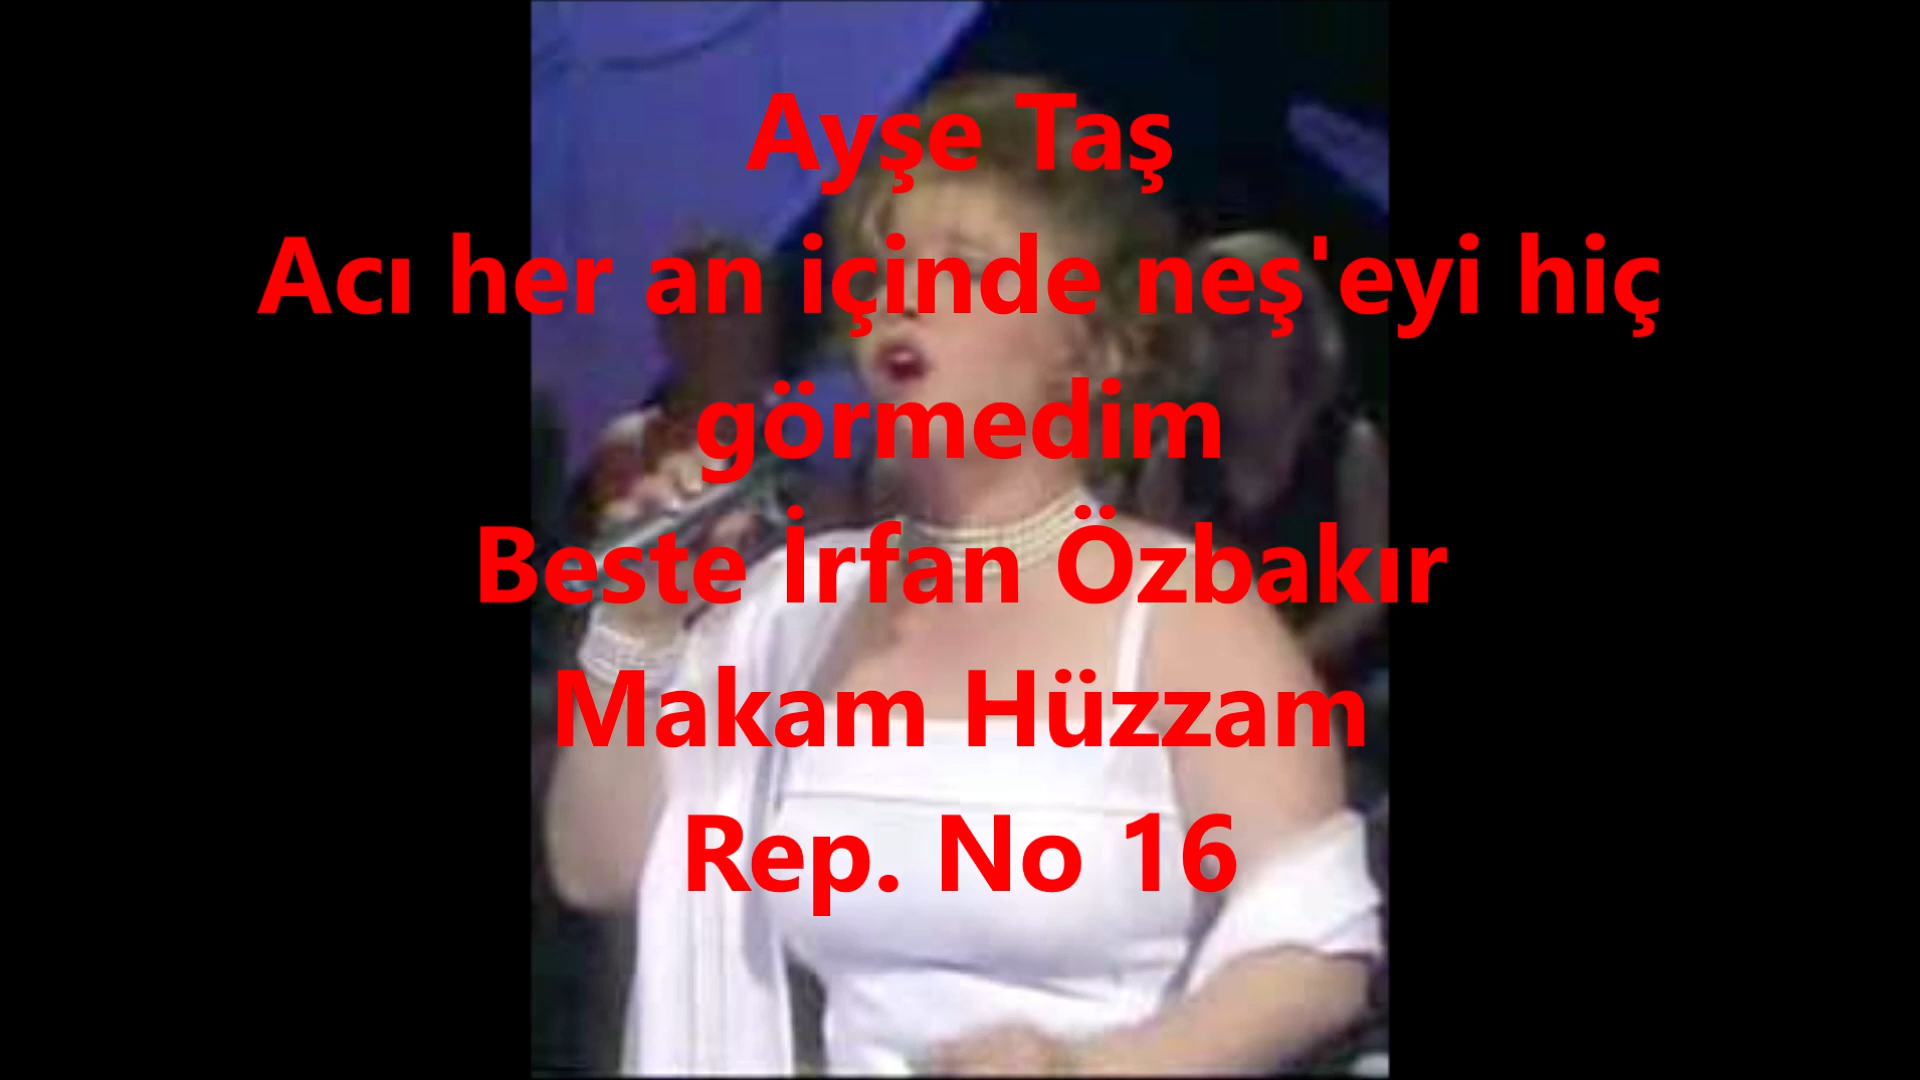 Ayşe Taş
Acı her an içinde neş'eyi hiç
görmedim
Beste İrfan Özbakır
Makam Hüzzam
Rep. No 16